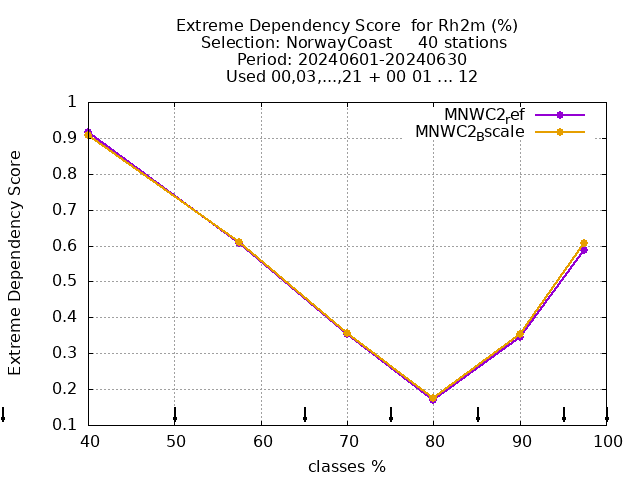 Extreme Dependency Score  for Rh2m (%)
Selection: NorwayCoast     40 stations
Period: 20240601-20240630
Used 00,03,...,21 + 00 01 ... 12
MNWC2ref
MNWC2Bscale
Extreme Dependency Score
1
0.9
0.8
0.7
0.6
0.5
0.4
0.3
0.2
0.1
40 50 60 70 80 90 100
classes %